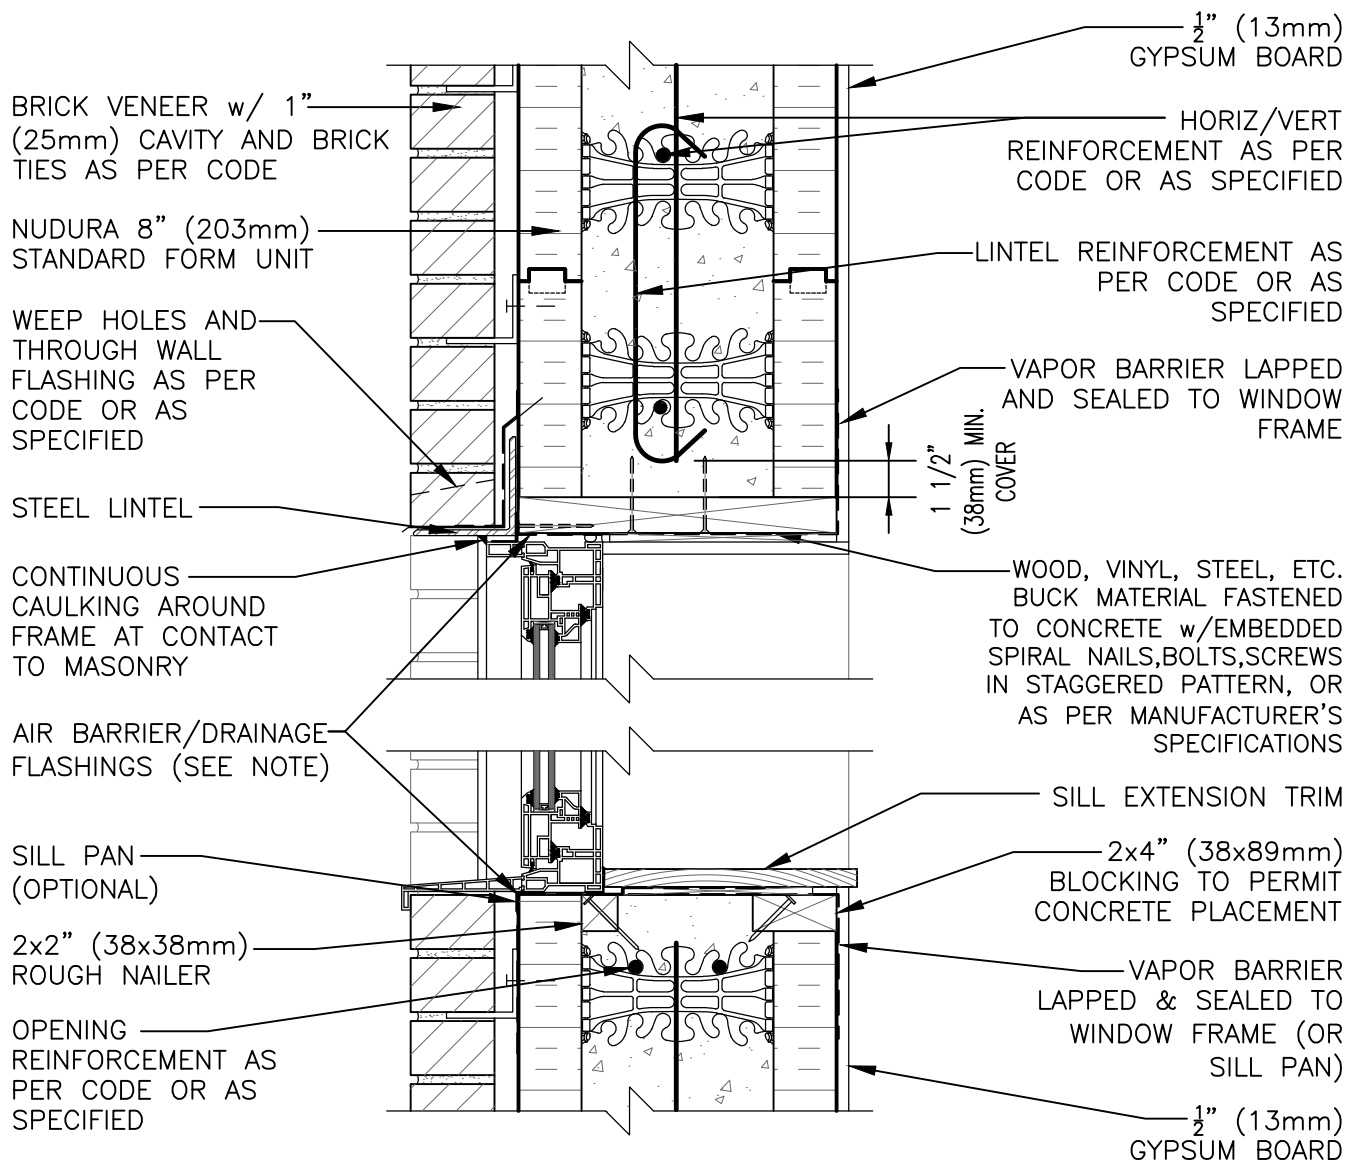 BRICK VENEER w/ 1"
(25mm) CAVITY AND BRICK
TIES AS PER CODE
NUDURA 8" (203mm)
STANDARD FORM UNIT
WEEP HOLES AND
THROUGH WALL
FLASHING AS PER
CODE OR AS
SPECIFIED
STEEL LINTEL
CONTINUOUS
CAULKING AROUND
FRAME AT CONTACT
TO MASONRY
AIR BARRIER/DRAINAGE
FLASHINGS (SEE NOTE)
SILL PAN
(OPTIONAL)
2x2" (38x38mm)
ROUGH NAILER
OPENING
REINFORCEMENT AS
PER CODE OR AS
SPECIFIED
½" (13mm)
GYPSUM BOARD
HORIZ/VERT
REINFORCEMENT AS PER
CODE OR AS SPECIFIED
LINTEL REINFORCEMENT AS
PER CODE OR AS
SPECIFIED
VAPOR BARRIER LAPPED
AND SEALED TO WINDOW
FRAME
1 1/2"
(38mm) MIN.
COVER
WOOD, VINYL, STEEL, ETC.
BUCK MATERIAL FASTENED
TO CONCRETE w/EMBEDDED
SPIRAL NAILS,BOLTS,SCREWS
IN STAGGERED PATTERN, OR
AS PER MANUFACTURER'S
SPECIFICATIONS
SILL EXTENSION TRIM
2x4" (38x89mm)
BLOCKING TO PERMIT
CONCRETE PLACEMENT
VAPOR BARRIER
LAPPED & SEALED TO
WINDOW FRAME (OR
SILL PAN)
½" (13mm)
GYPSUM BOARD